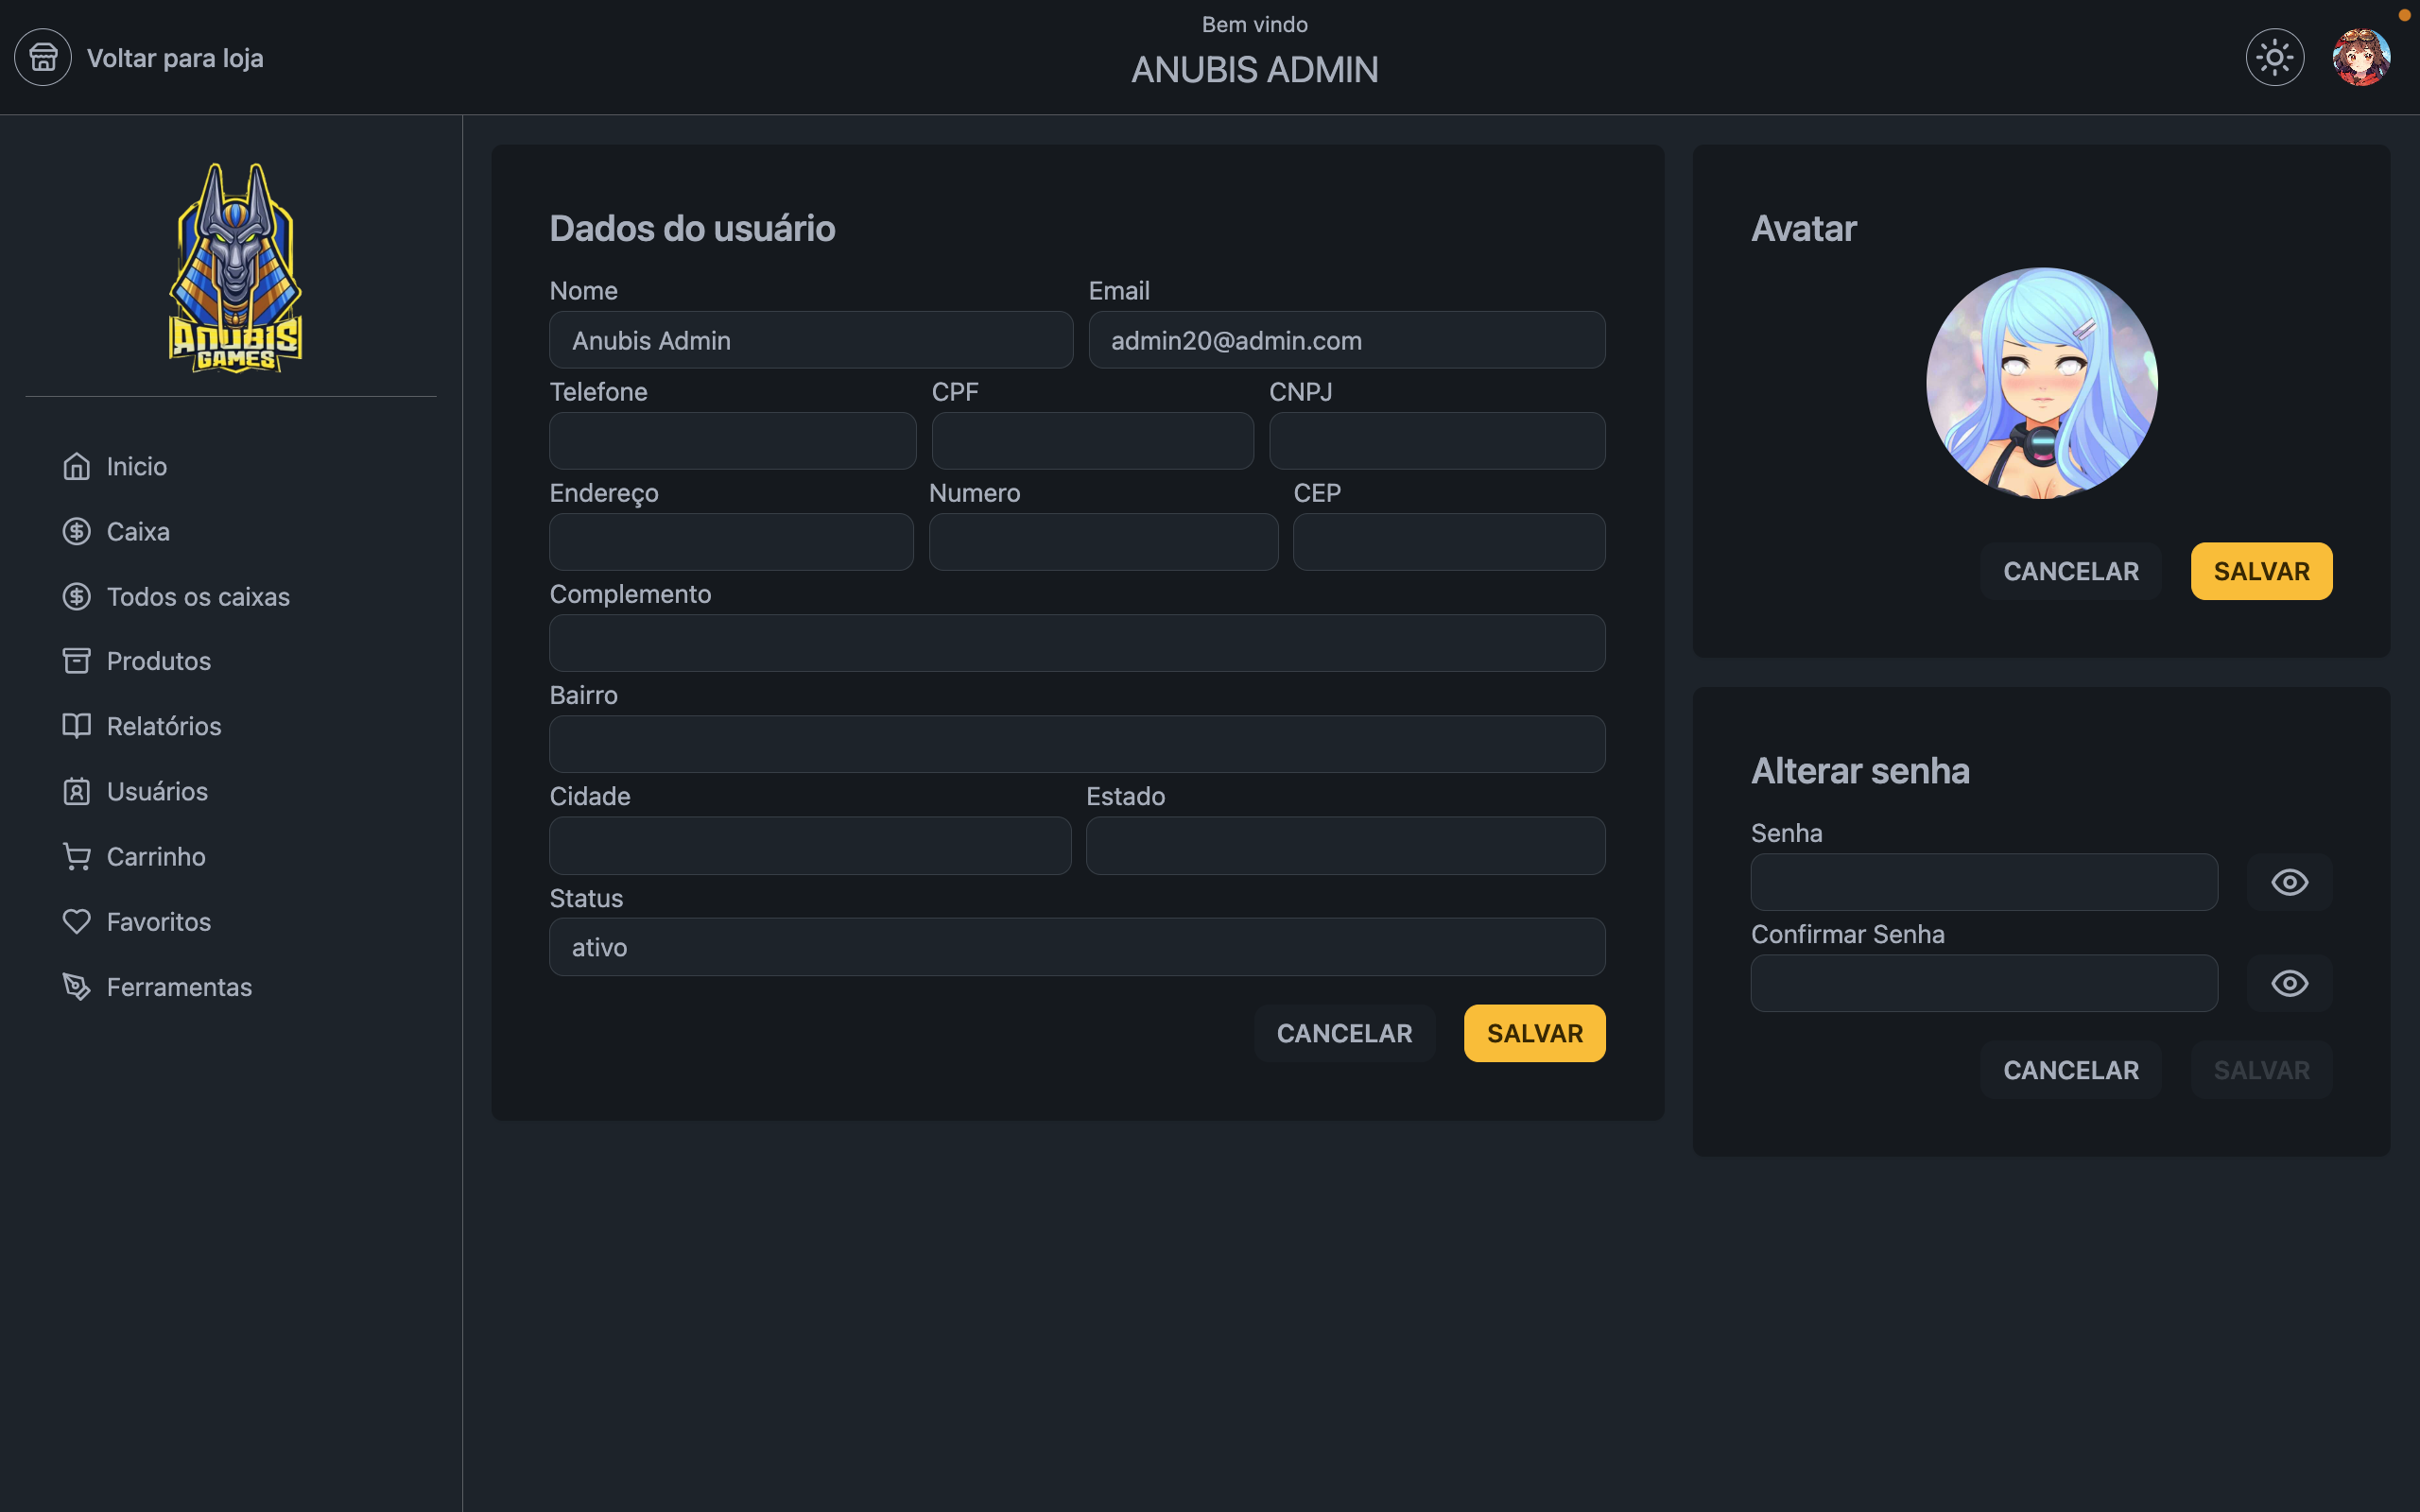 Voltar para loja
Bem vindo
ANUBIS ADMIN
ANUBIS
GAMES
Inicio
Caixa
Todos os caixas
Produtos
Relatórios
Usuários
Carrinho
Favoritos
Ferramentas
Dados do usuário
Nome Email
Anubis Admin admin20@admin.com
Telefone CPF CNPJ
Endereço Numero CEP
Complemento
Bairro
Cidade Estado
Status
ativo
CANCELAR SALVAR
Avatar
CANCELAR SALVAR
Alterar senha
Senha
Confirmar Senha
CANCELAR SALVAR